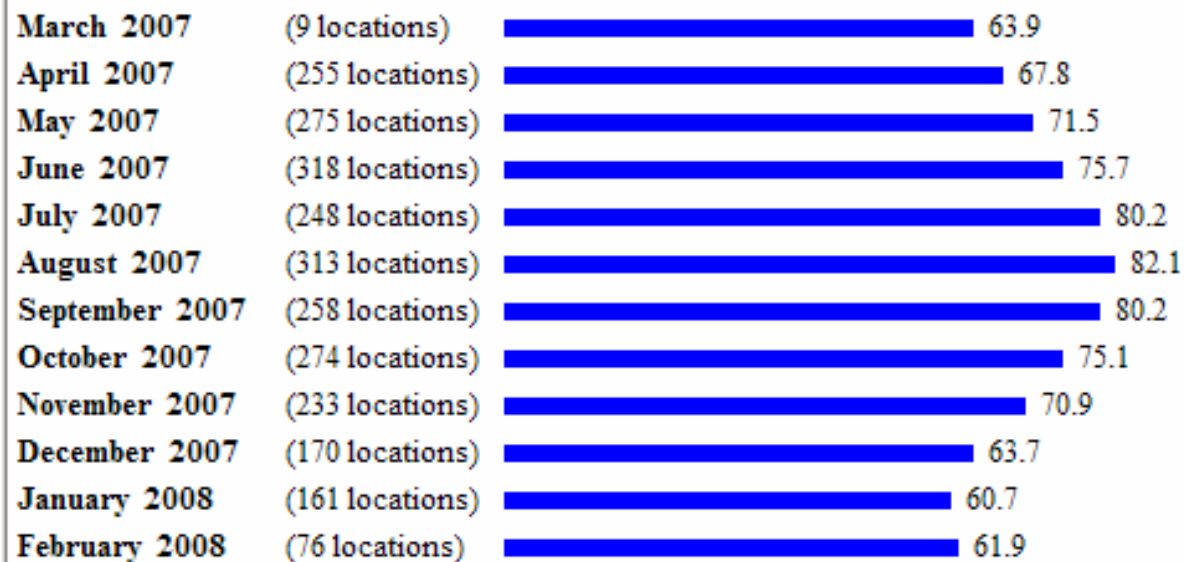 March 2007 (9 locations) 63.9
April 2007 (255 locations) 67.8
May 2007 (275 locations) 71.5
June 2007 (318 locations) 75.7
July 2007 (248 locations) 80.2
August 2007 (313 locations) 82.1
September 2007 (258 locations) 80.2
October 2007 (274 locations) 75.1
November 2007 (233 locations) 70.9
December 2007 (170 locations) 63.7
January 2008 (161 locations) 60.7
February 2008 (76 locations) 61.9